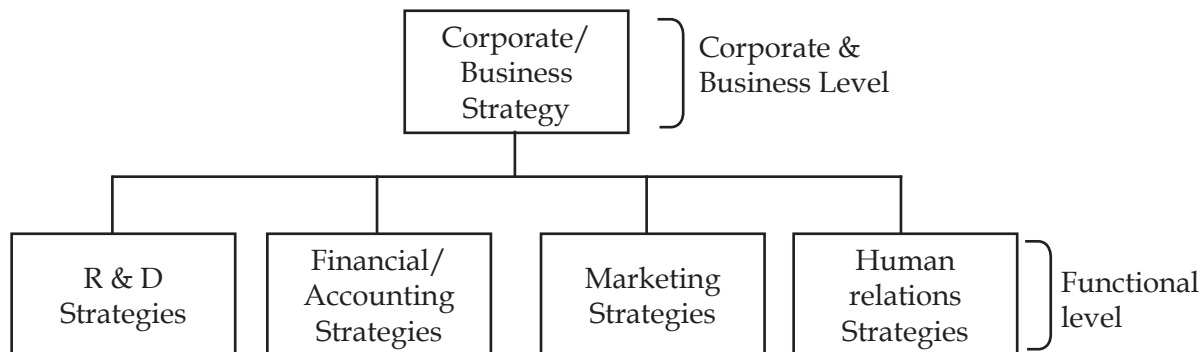 Corporate/
Business
Strategy
Corporate &
Business Level
R & D
Strategies
Financial/
Accounting
Strategies
Marketing
Strategies
Human
relations
Strategies
Functional
level